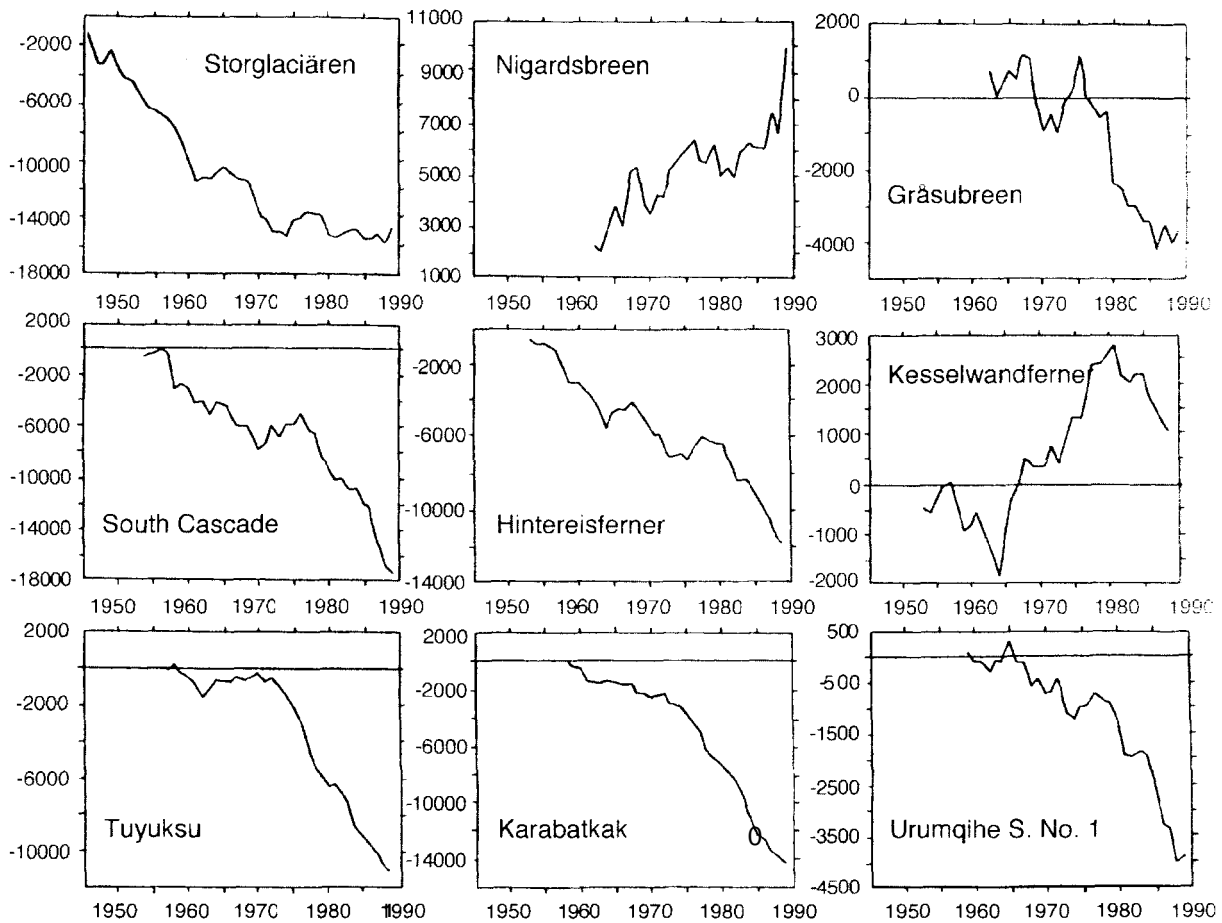 11000
2000
-2000
Storglaciären
9000
Nigardsbreen
-6000
7000
0
-10000
5000
-2000
Gråsubreen
-14000
3000
-4000
-18000
1000
1950 1960 1970 1980 1990
1950 1960 1970 1980 1990
1950 1960 1970 1980 1990
2000
3000
-2000
-2000
Kesselwandferner
2000
-6000
-6000
1000
-10000
0
South Cascade
-10000
Hintereisferner
-14000
-1000
-18000
-14000
-2000
1950 1960 1970 1980 1990
1950 1960 1970 1980 1990
1950 1960 1970 1980 1990
2000
2000
500
-2000
-2000
-500
-1500
-6000
-6000
-2500
-10000
Tuyuksu
Karabatkak
0
Urumqihe S. No. 1
-3500
-10000
-14000
-4500
1950 1960 1970 1980 1990
1950 1960 1970 1980 1990
1950 1960 1970 1980 1990